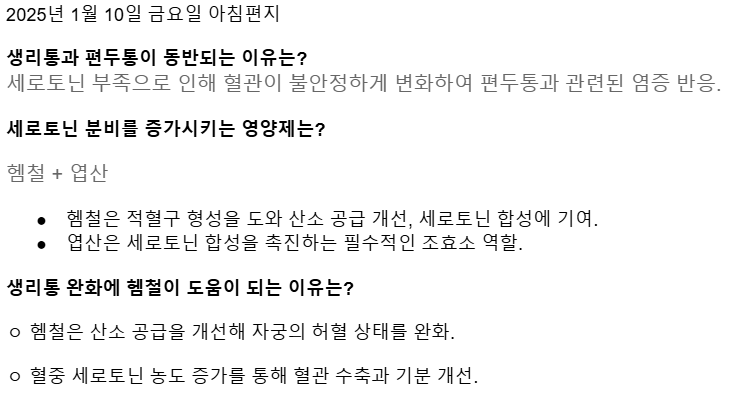 2025년 1월 10일 금요일 아침편지
생리통과 편두통이 동반되는 이유는?
세로토닌 부족으로 인해 혈관이 불안정하게 변화하여 편두통과 관련된 염증 반응.
세로토닌 분비를 증가시키는 영양제는?
헴철 + 엽산
● 헴철은 적혈구 형성을 도와 산소 공급 개선, 세로토닌 합성에 기여.
● 엽산은 세로토닌 합성을 촉진하는 필수적인 조효소 역할.
생리통 완화에 헴철이 도움이 되는 이유는?
○ 헴철은 산소 공급을 개선해 자궁의 허혈 상태를 완화.
○ 혈중 세로토닌 농도 증가를 통해 혈관 수축과 기분 개선.